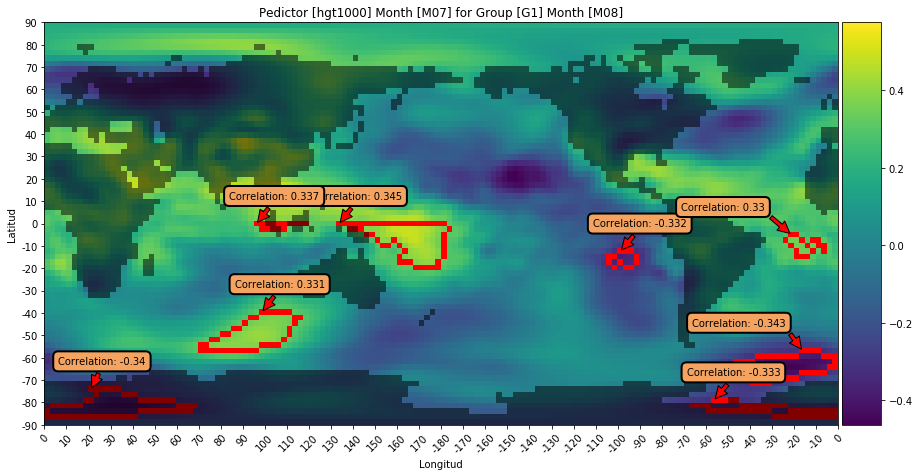 Pedictor [hgt1000] Month [M07] for Group [G1] Month [M08]
Latitud
90
80
70
60
50
40
30
20
10
0
-10
-20
-30
-40
-50
-60
-70
-80
-90
Correlation: 0.337
rrelation: 0.345
Correlation: 0.33
Correlation: -0.332
Correlation: 0.331
Correlation: -0.343
Correlation: -0.34
Correlation: -0.333
0 10 20 30 40 50 60 70 80 90 100 110 120 130 140 150 160 170 -180 -170 -160 -150 -140 -130 -120 -110 -100 -90 -80 -70 -60 -50 -40 -30 -20 -10 0
Longitud
0.4
0.2
0.0
-0.2
-0.4